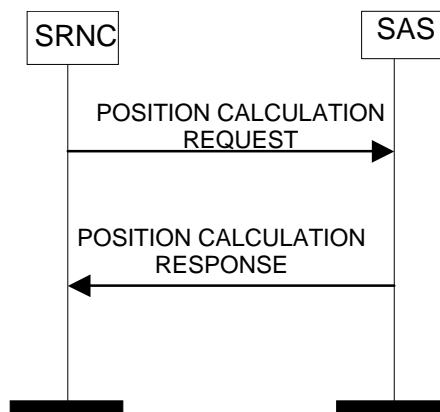 SRNC
SAS
POSITION CALCULATION
REQUEST
POSITION CALCULATION
RESPONSE